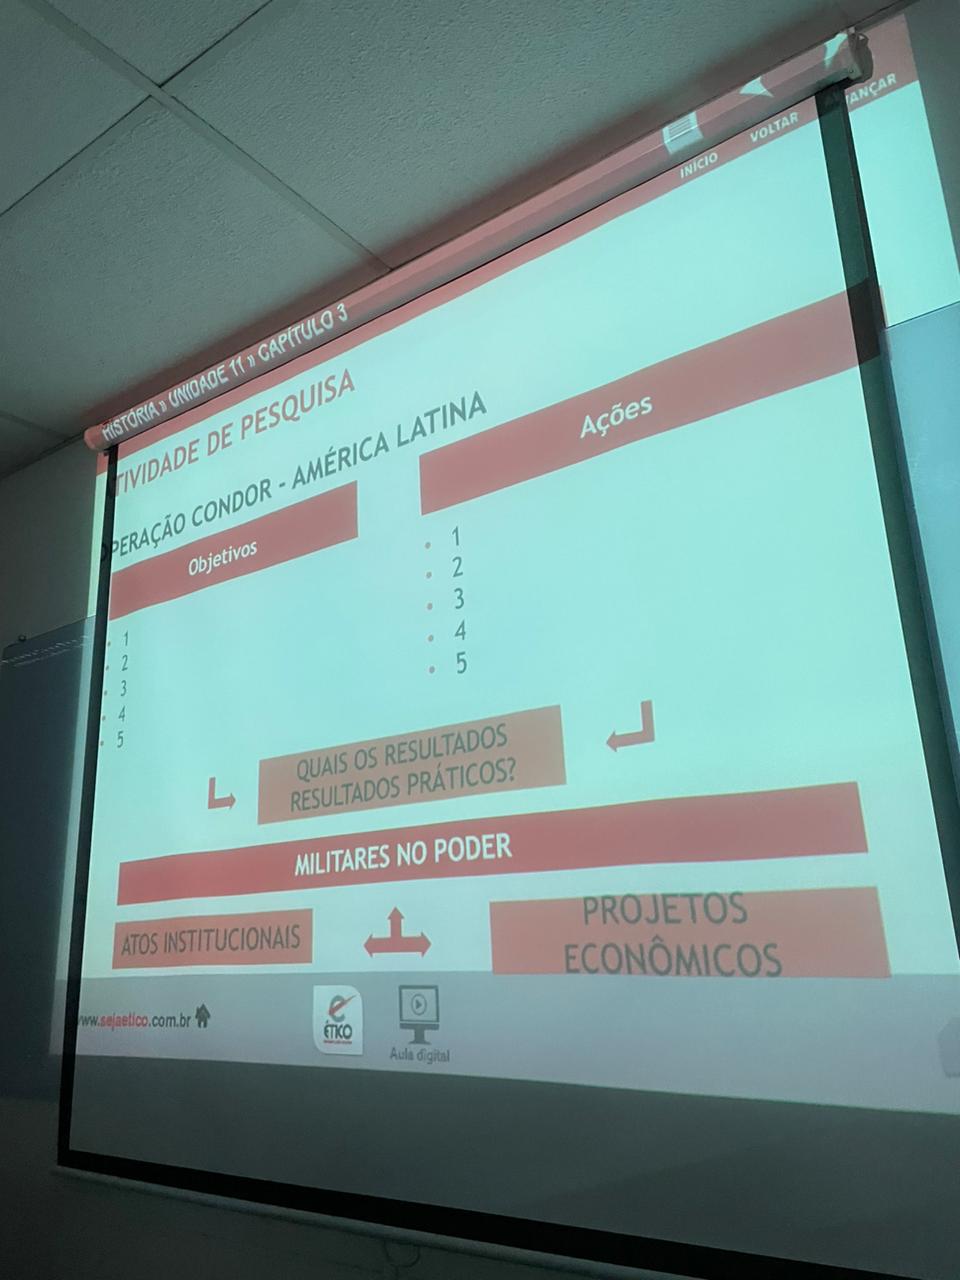 INÍCIO VOLTAR AVANÇAR
HISTÓRIA » UNIDADE 11 » CAPÍTULO 3
TIVIDADE DE PESQUISA
OPERAÇÃO CONDOR - AMÉRICA LATINA
Objetivos
• 1
• 2
• 3
• 4
• 5
Ações
• 1
• 2
• 3
• 4
• 5
QUAIS OS RESULTADOS
RESULTADOS PRÁTICOS?
MILITARES NO PODER
ATOS INSTITUCIONAIS
PROJETOS
ECONÔMICOS
www.sejaetico.com.br
ÉTICO
Aula digital